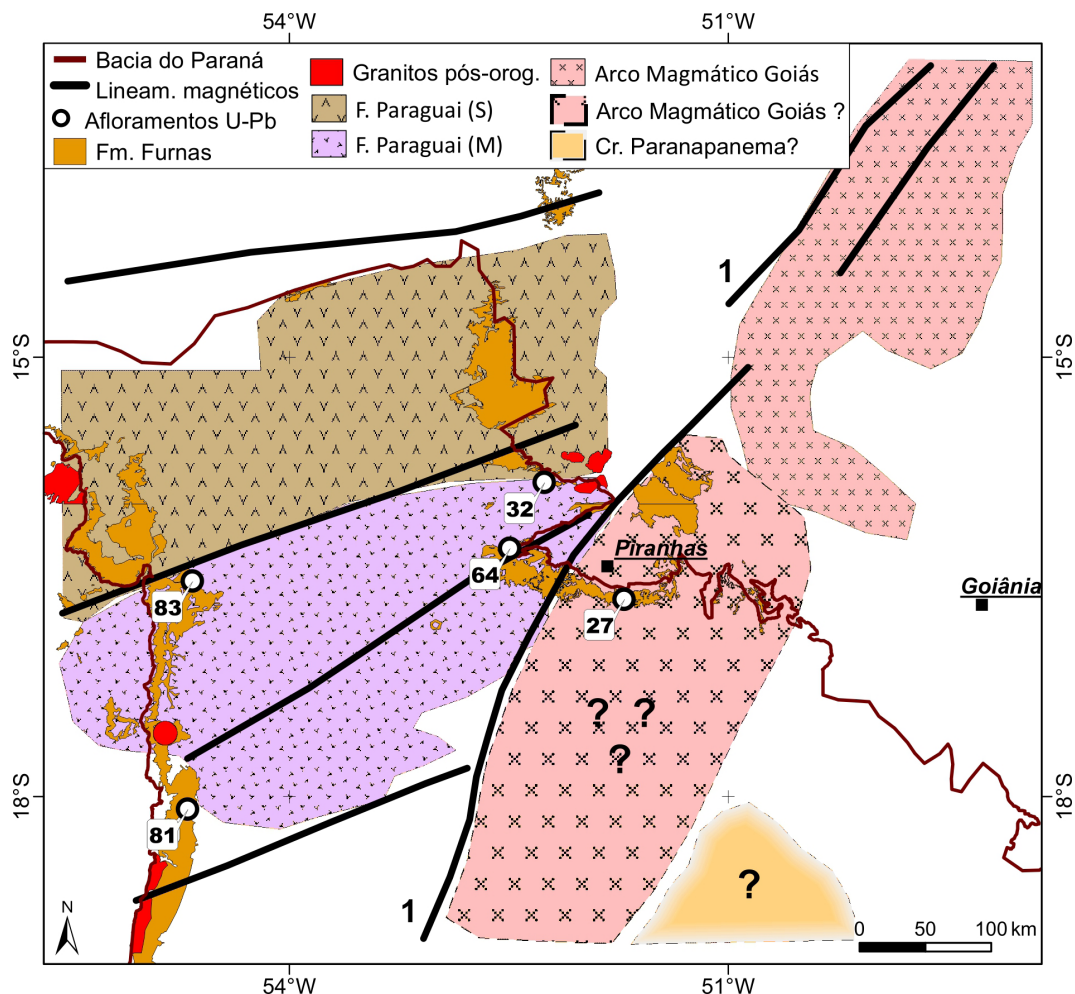 54°W
51°W
Bacia do Paraná
Lineam. magnéticos
Afloramentos U-Pb
Fm. Furnas
Granitos pós-orog.
F. Paraguai (S)
F. Paraguai (M)
Arco Magmático Goiás
Arco Magmático Goiás ?
Cr. Paranapanema?
1
15°S
15°S
32
64
Piranhas
83
27
Goiânia
? ?
?
18°S
18°S
81
?
1
N
0 50 100 km
54°W
51°W